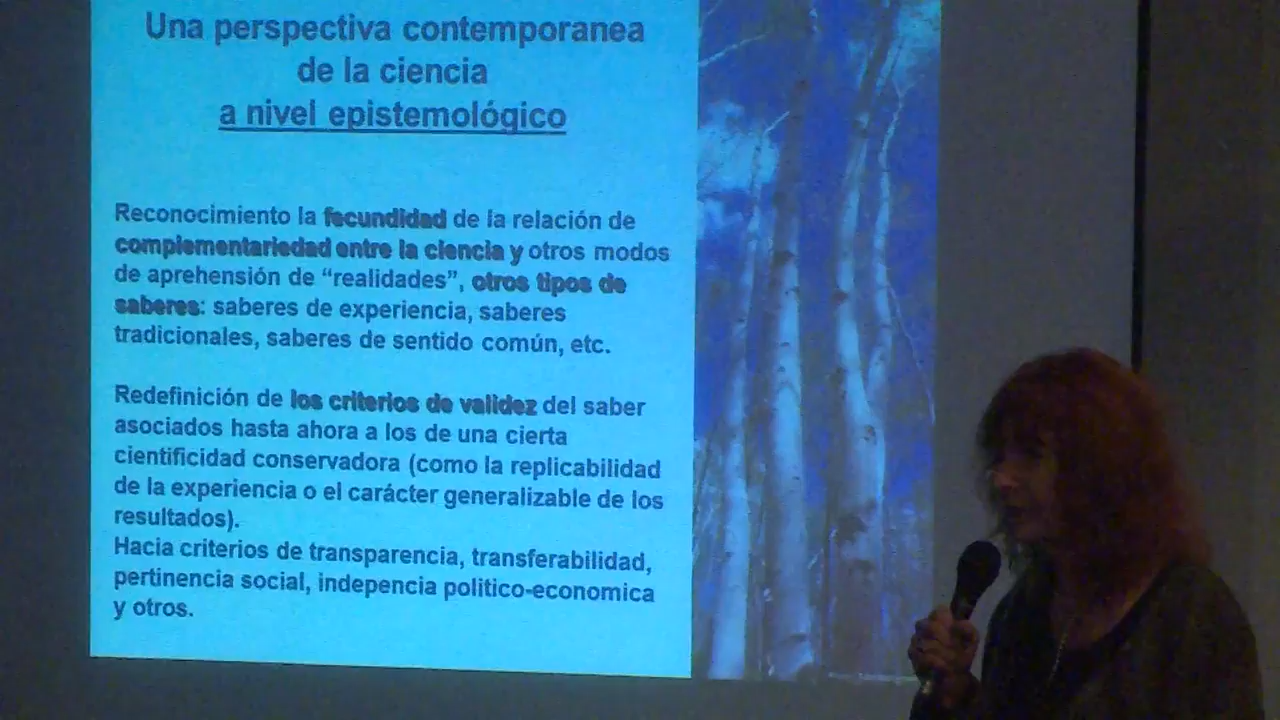 Una perspectiva contemporanea
de la ciencia
a nivel epistemológico
Reconocimiento la fecundidad de la relación de
complementariedad entre la ciencia y otros modos
de aprehensión de “realidades”, otros tipos de
saberes: saberes de experiencia, saberes
tradicionales, saberes de sentido común, etc.
Redefinición de los criterios de validez del saber
asociados hasta ahora a los de una cierta
cientificidad conservadora (como la replicabilidad
de la experiencia o el carácter generalizable de los
resultados).
Hacia criterios de transparencia, transferabilidad,
pertinencia social, indepencia politico-economica
y otros.